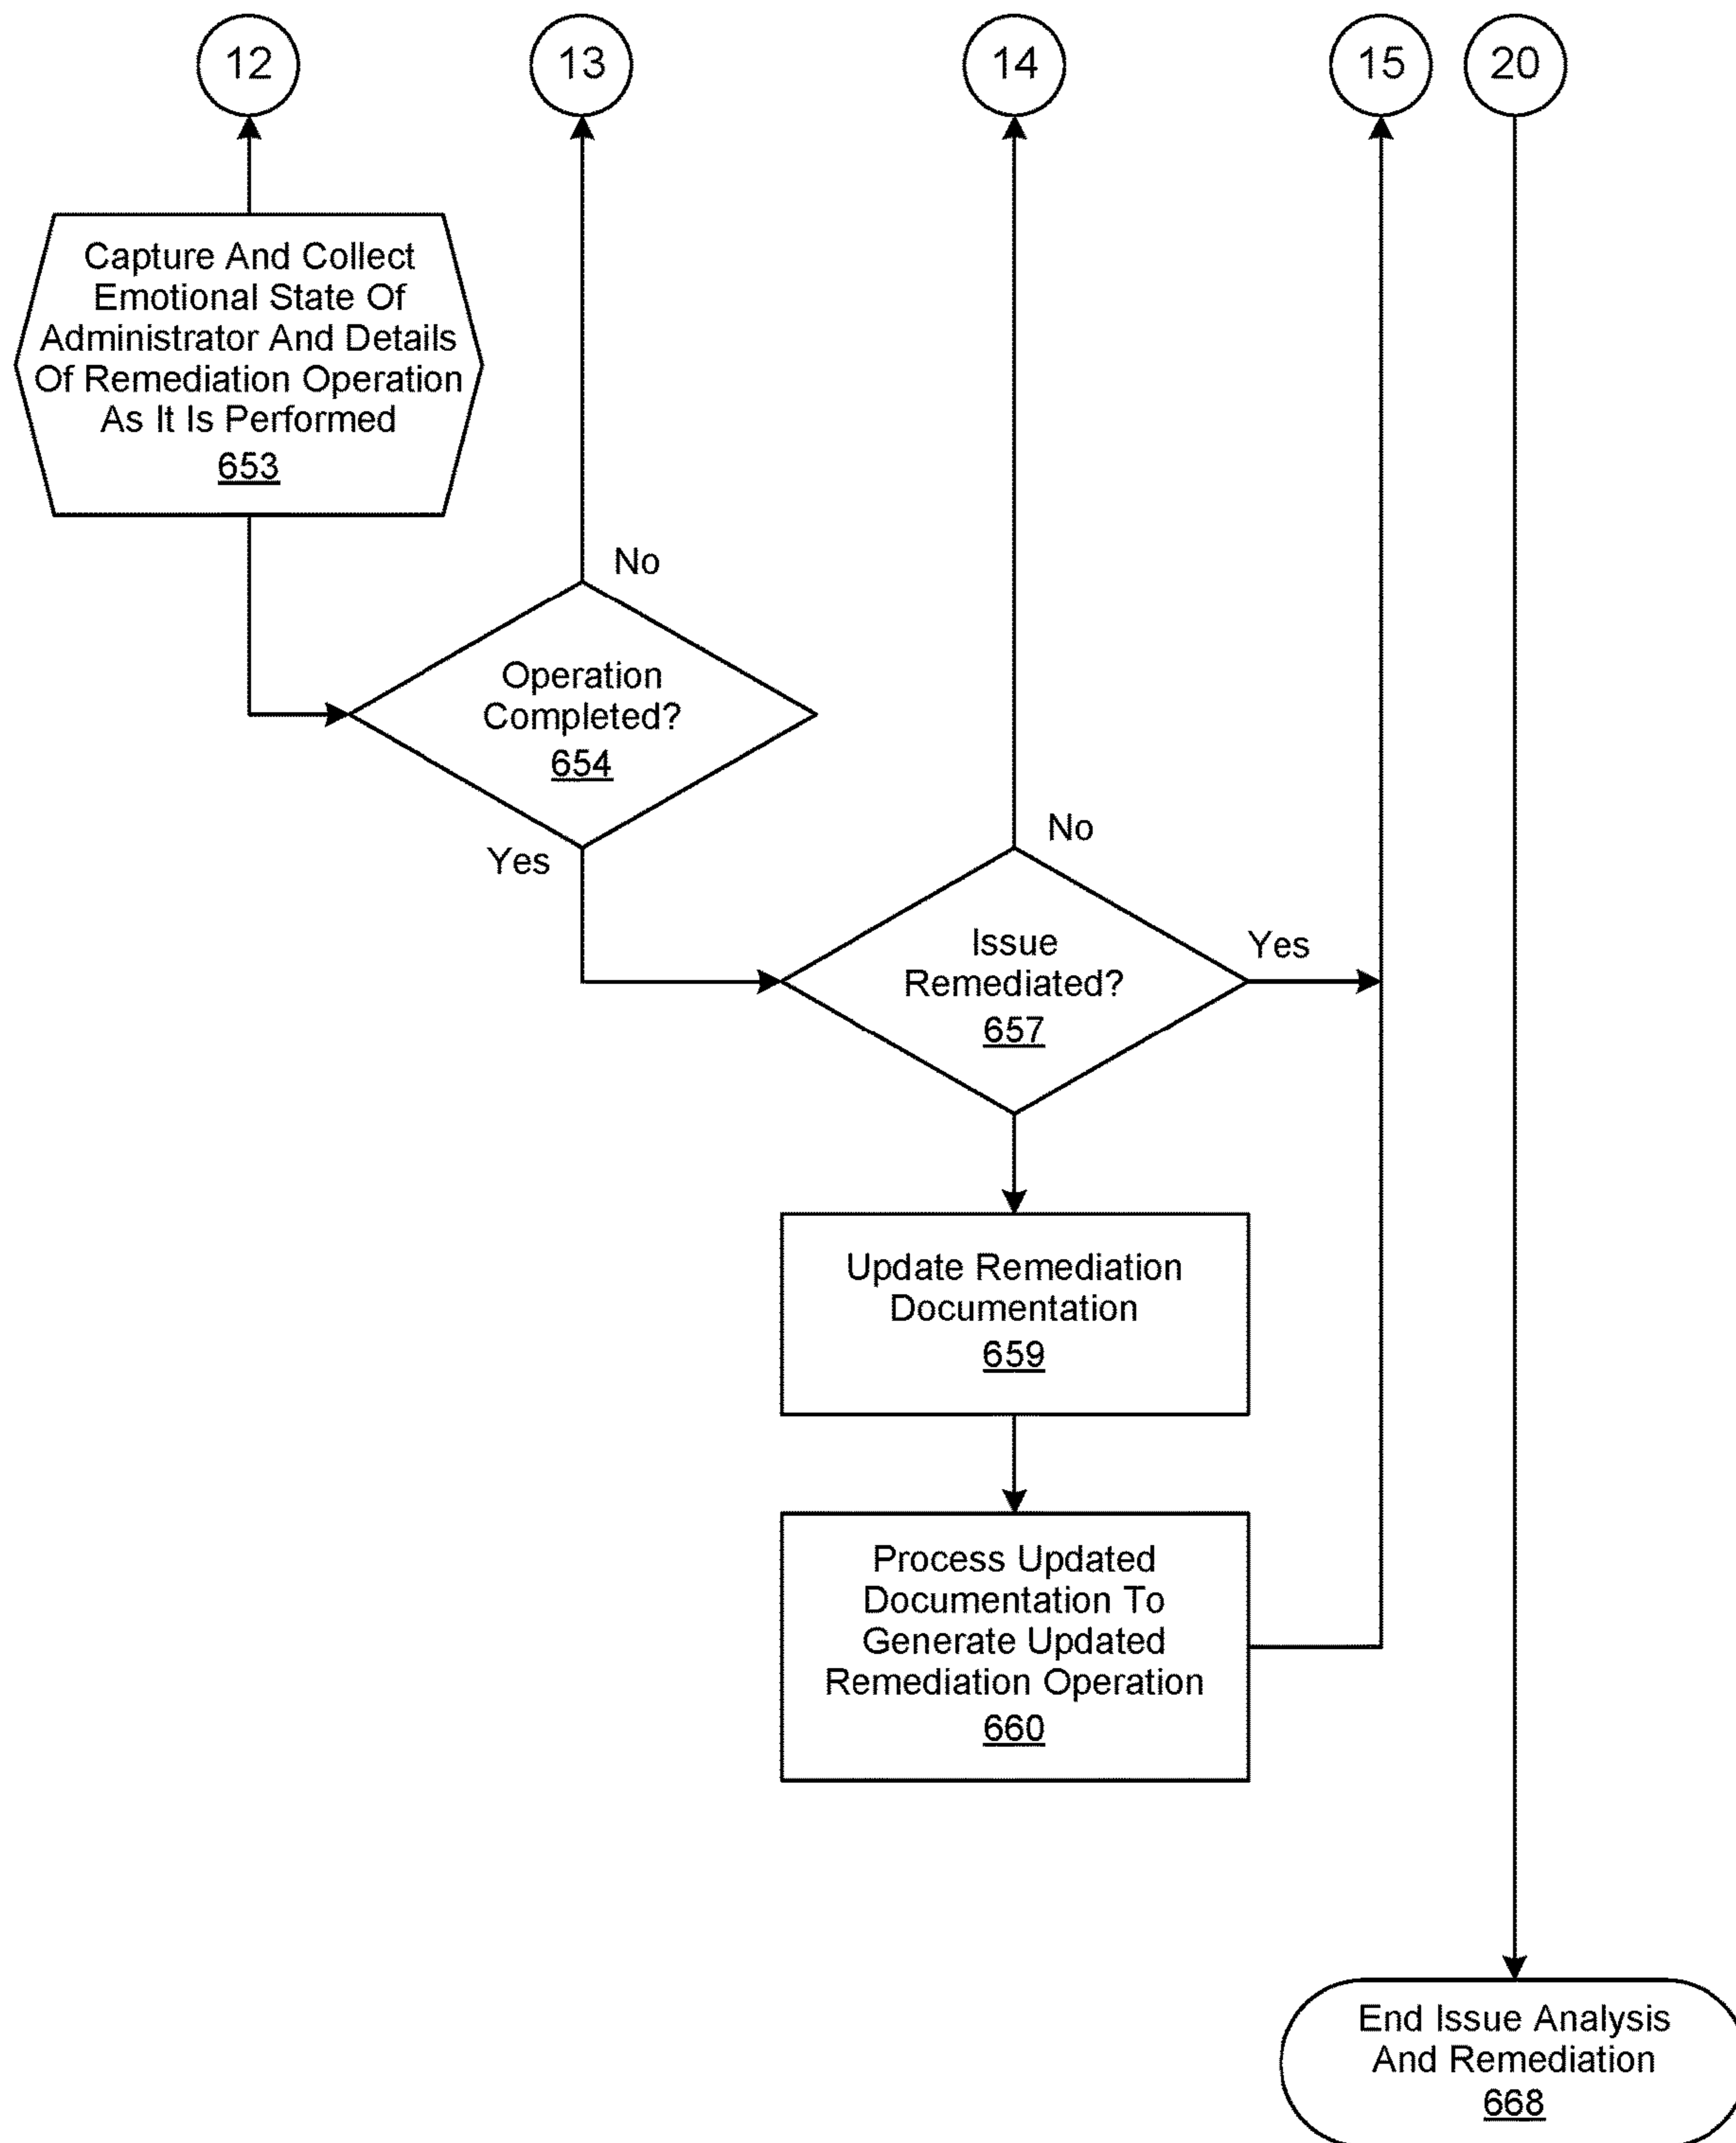 12
13
14
15
20
Capture And Collect
Emotional State Of
Administrator And Details
Of Remediation Operation
As It Is Performed
653
No
Operation
Completed?
654
Yes
No
Issue
Remediated?
657
Yes
Update Remediation
Documentation
659
Process Updated
Documentation To
Generate Updated
Remediation Operation
660
End Issue Analysis
And Remediation
668